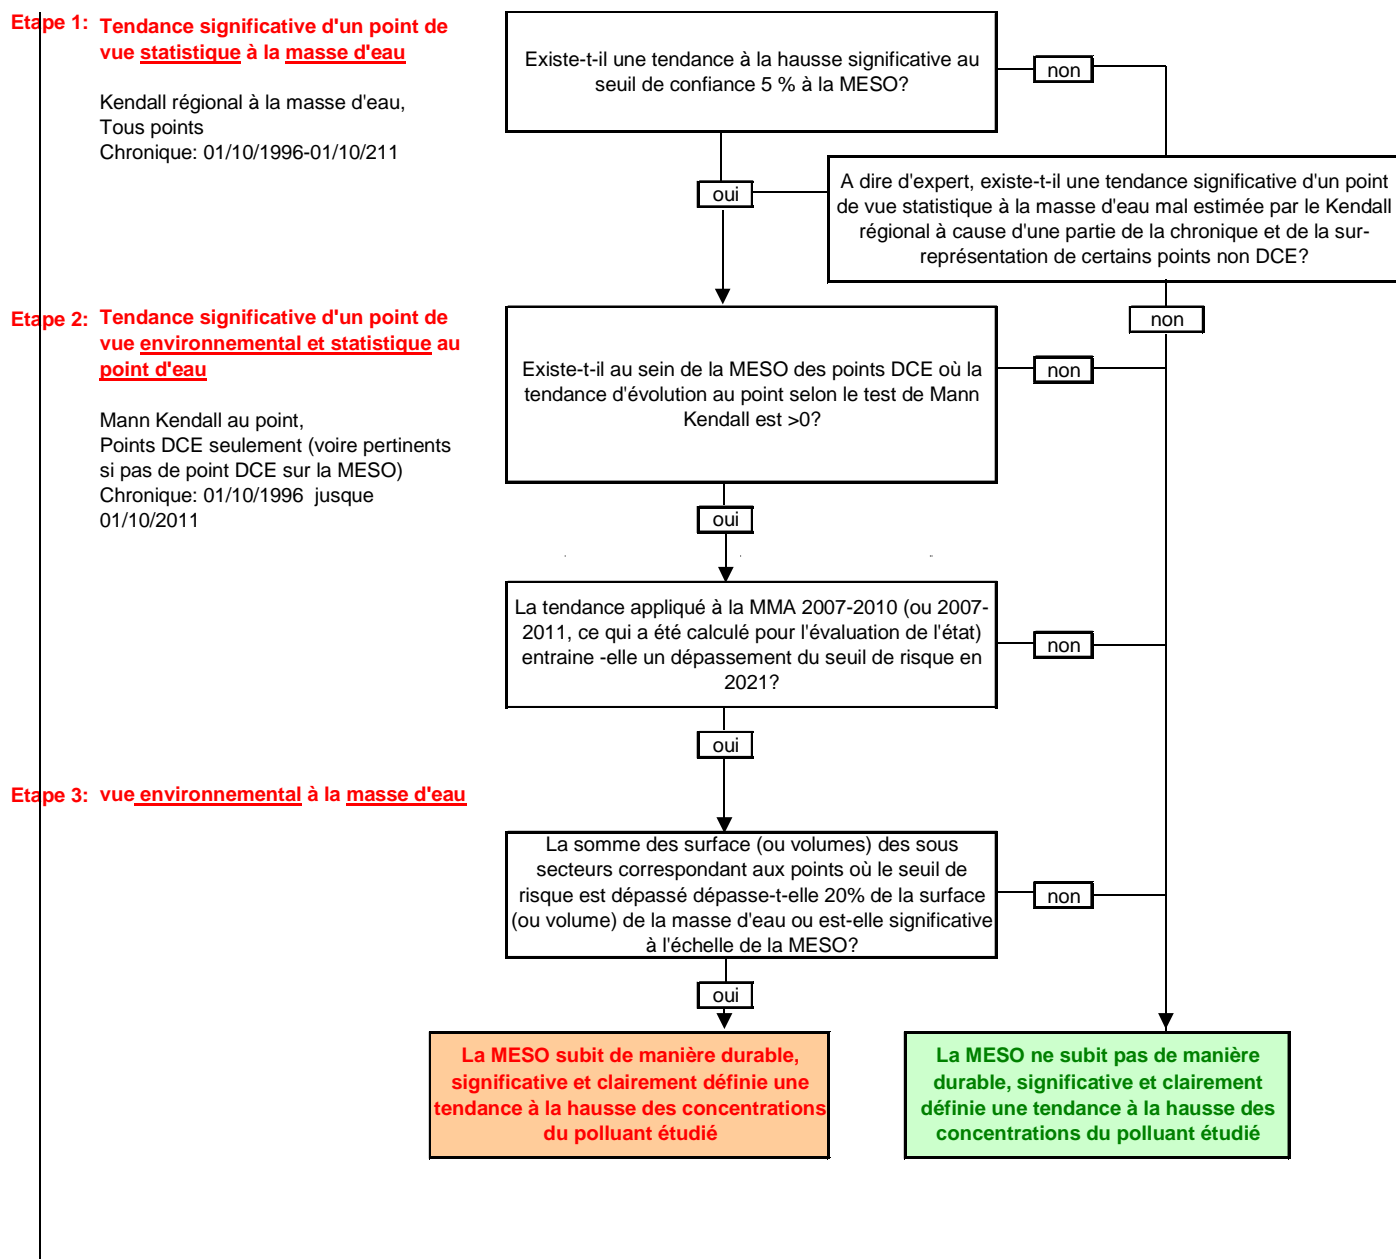 Etape 1: Tendance significative d'un point de
vue statistique à la masse d'eau
Kendall régional à la masse d'eau,
Tous points
Chronique: 01/10/1996-01/10/211
Existe-t-il une tendance à la hausse significative au
seuil de confiance 5 % à la MESO?
non
oui
A dire d'expert, existe-t-il une tendance significative d'un point
de vue statistique à la masse d'eau mal estimée par le Kendall
régional à cause d'une partie de la chronique et de la sur-
représentation de certains points non DCE?
non
Etape 2: Tendance significative d'un point de
vue environnemental et statistique au
point d'eau
Mann Kendall au point,
Points DCE seulement (voire pertinents
si pas de point DCE sur la MESO)
Chronique: 01/10/1996 jusque
01/10/2011
Existe-t-il au sein de la MESO des points DCE où la
tendance d'évolution au point selon le test de Mann
Kendall est >0?
non
oui
La tendance appliqué à la MMA 2007-2010 (ou 2007-
2011, ce qui a été calculé pour l'évaluation de l'état)
entraine -elle un dépassement du seuil de risque en
2021?
non
oui
Etape 3: vue environnemental à la masse d'eau
La somme des surface (ou volumes) des sous
secteurs correspondant aux points où le seuil de
risque est dépassé dépasse-t-elle 20% de la surface
(ou volume) de la masse d'eau ou est-elle significative
à l'échelle de la MESO?
non
oui
La MESO subit de manière durable,
significative et clairement définie une
tendance à la hausse des concentrations
du polluant étudié
La MESO ne subit pas de manière
durable, significative et clairement
définie une tendance à la hausse des
concentrations du polluant étudié